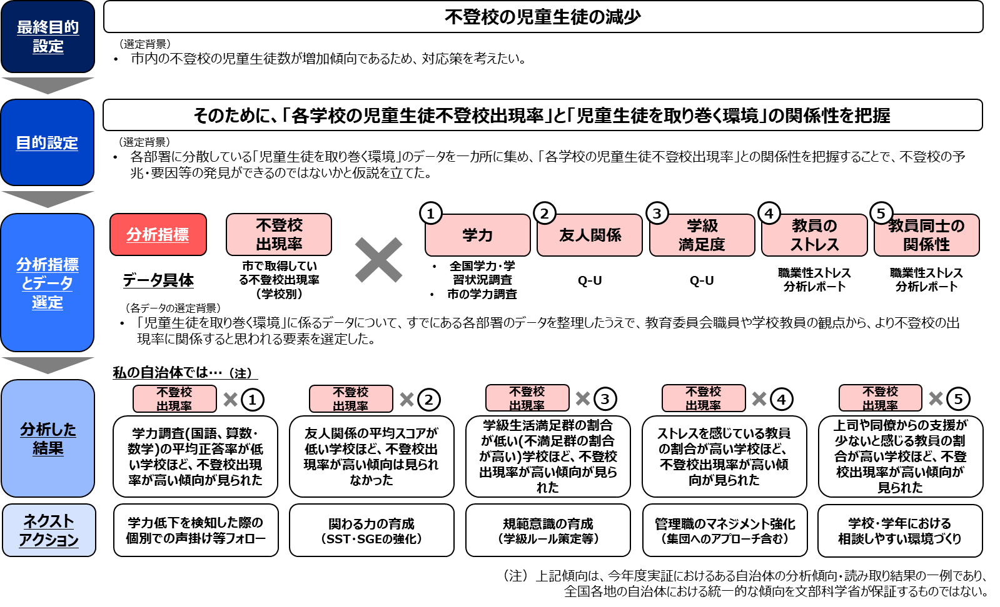 最終目的
設定
不登校の児童生徒の減少
（選定背景）
• 市内の不登校の児童生徒数が増加傾向であるため、対応策を考えたい。
目的設定
そのために、「各学校の児童生徒不登校出現率」と「児童生徒を取り巻く環境」の関係性を把握
（選定背景）
• 各部署に分散している「児童生徒を取り巻く環境」のデータを一カ所に集め、「各学校の児童生徒不登校出現率」との関係性を把握することで、不登校の予
兆・要因等の発見ができるのではないかと仮説を立てた。
分析指標
とデータ
選定
分析指標
不登校
出現率
①
学力
②
友人関係
③
学級
満足度
④
教員の
ストレス
⑤
教員同士の
関係性
データ具体
市で取得してい
る不登校出現率
（学校別）
• 全国学力・学
習状況調査
• 市の学力調査
Q-U
Q-U
職業性ストレス
分析レポート
職業性ストレス
分析レポート
（各データの選定背景）
• 「児童生徒を取り巻く環境」に係るデータについて、すでにある各部署のデータを整理したうえで、教育委員会職員や学校教員の観点から、より不登校の出
現率に関係すると思われる要素を選定した。
分析した
結果
私の自治体では…（注）
不登校
出現率
×①
学力調査(国語、算数・
数学)の平均正答率が低
い学校ほど、不登校出現
率が高い傾向が見られた
不登校
出現率
×②
友人関係の平均スコアが
低い学校ほど、不登校出
現率が高い傾向は見られ
なかった
不登校
出現率
×③
学級生活満足群の割合
が低い(不満足群の割合
が高い)学校ほど、不登校
出現率が高い傾向が見ら
れた
不登校
出現率
×④
ストレスを感じている教員
の割合が高い学校ほど、
不登校出現率が高い傾
向が見られた
不登校
出現率
×⑤
上司や同僚からの支援が
少ないと感じる教員の割
合が高い学校ほど、不登
校出現率が高い傾向が
見られた
ネクスト
アクション
学力低下を検知した際の
個別での声掛け等フォロー
関わる力の育成
（SST・SGEの強化）
規範意識の育成
（学級ルール策定等）
管理職のマネジメント強化
（集団へのアプローチ含む）
学校・学年における
相談しやすい環境づくり
（注）上記傾向は、今年度実証におけるある自治体の分析傾向・読み取り結果の一例であり、
全国各地の自治体における統一的な傾向を文部科学省が保証するものではない。